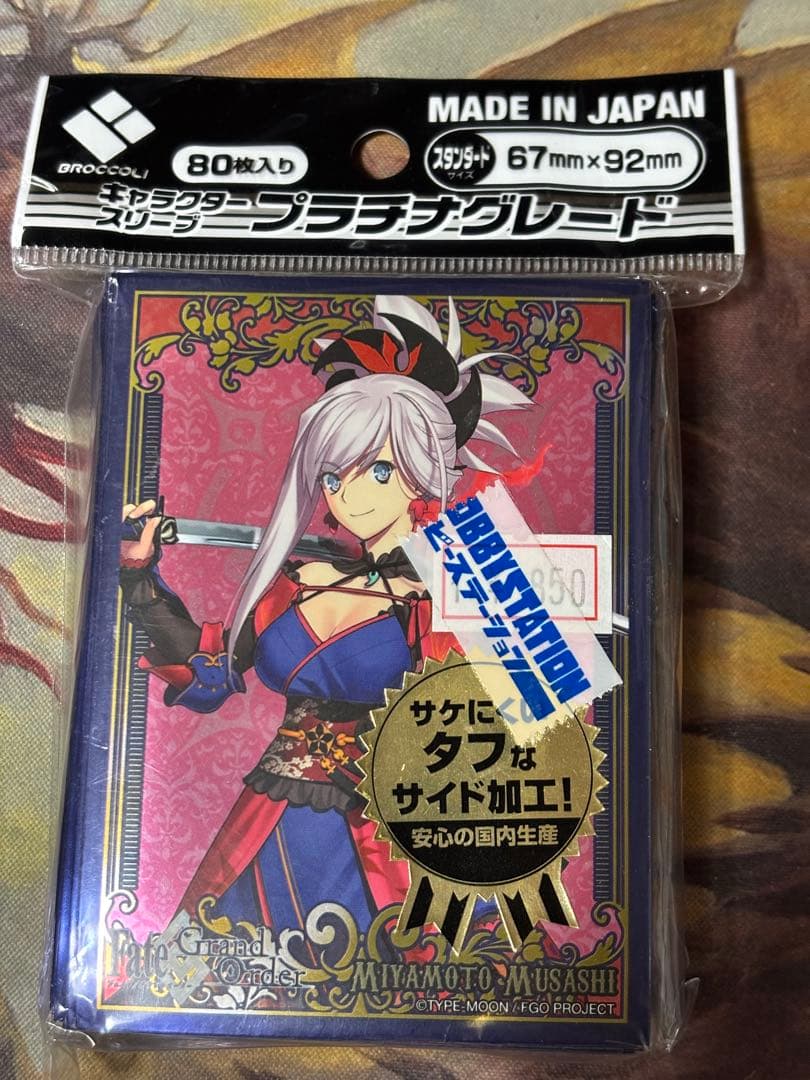 BROCCOLI
MADE IN JAPAN
80枚入り
スタンダード
サイズ
67mm×92mm
キャラクター
スリーブ
プラチナグレード
850
OBBYSTATION
ビーステーション
サケにくい
タフな
サイド加工!
安心の国内生産
Fate
Grand
Order
MIYAMOTO MUSASHI
©TYPE-MOON / FGO PROJECT